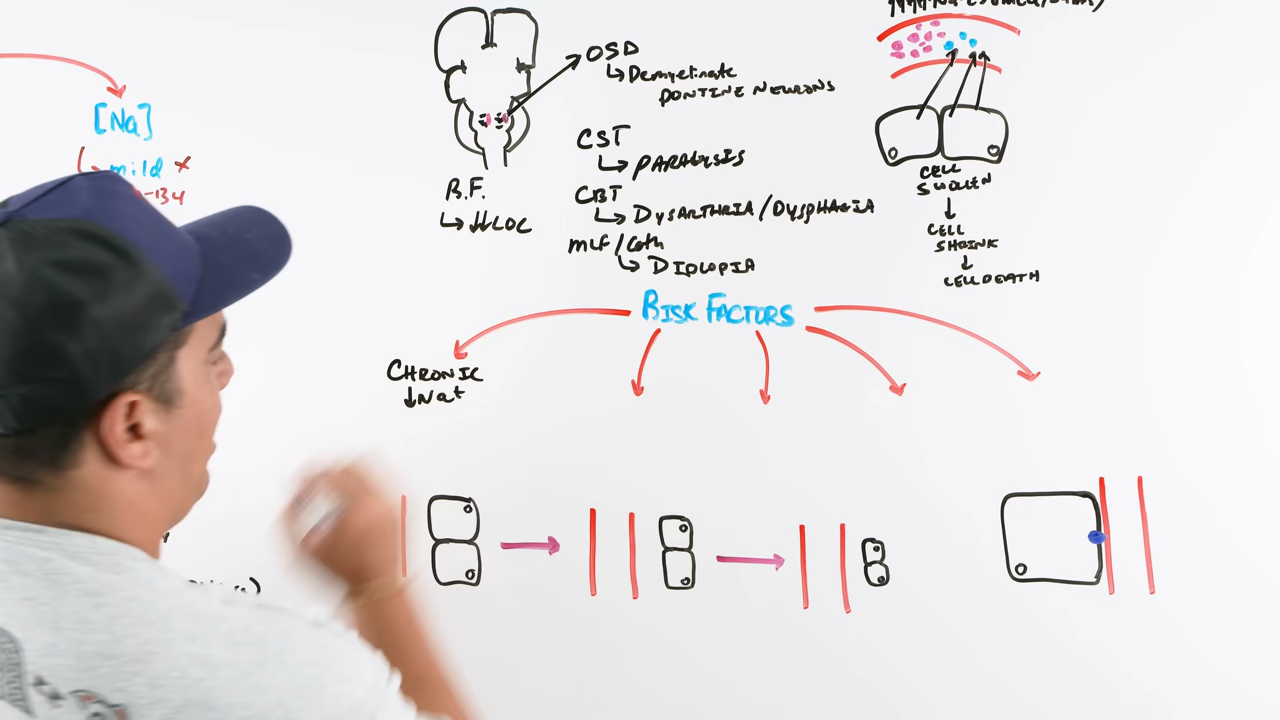 [Na]
mild x
-134
OSD
Demyelinate
PONTINE NEURONS
CST
PARALYSIS
CBT
DYSARTHRIA/DYSPHAGIA
MLF/
DIPLOPIA
R.F.
↓↓LOC
CELL
SWOLLEN
↓
CELL
SHRINK
↓
CELL DEATH
RISK FACTORS
CHRONIC
↓Na+